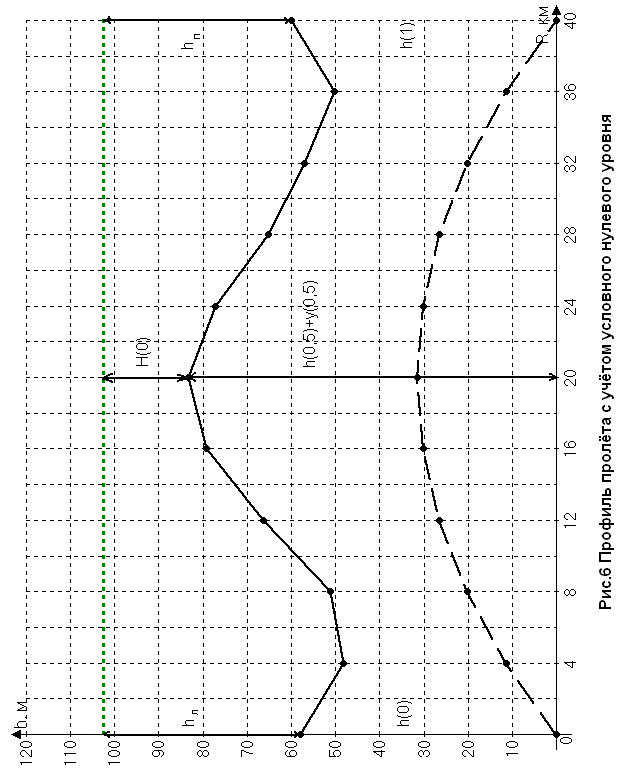 h, м
120
110
100
90
80
70
60
50
40
30
20
10
0
4
8
12
16
20
24
28
32
36
40
R, км
hл
H(0)
hп
h(0)
h(0,5)+y(0,5)
h(1)
Рис.6 Профиль пролёта с учётом условного нулевого уровня